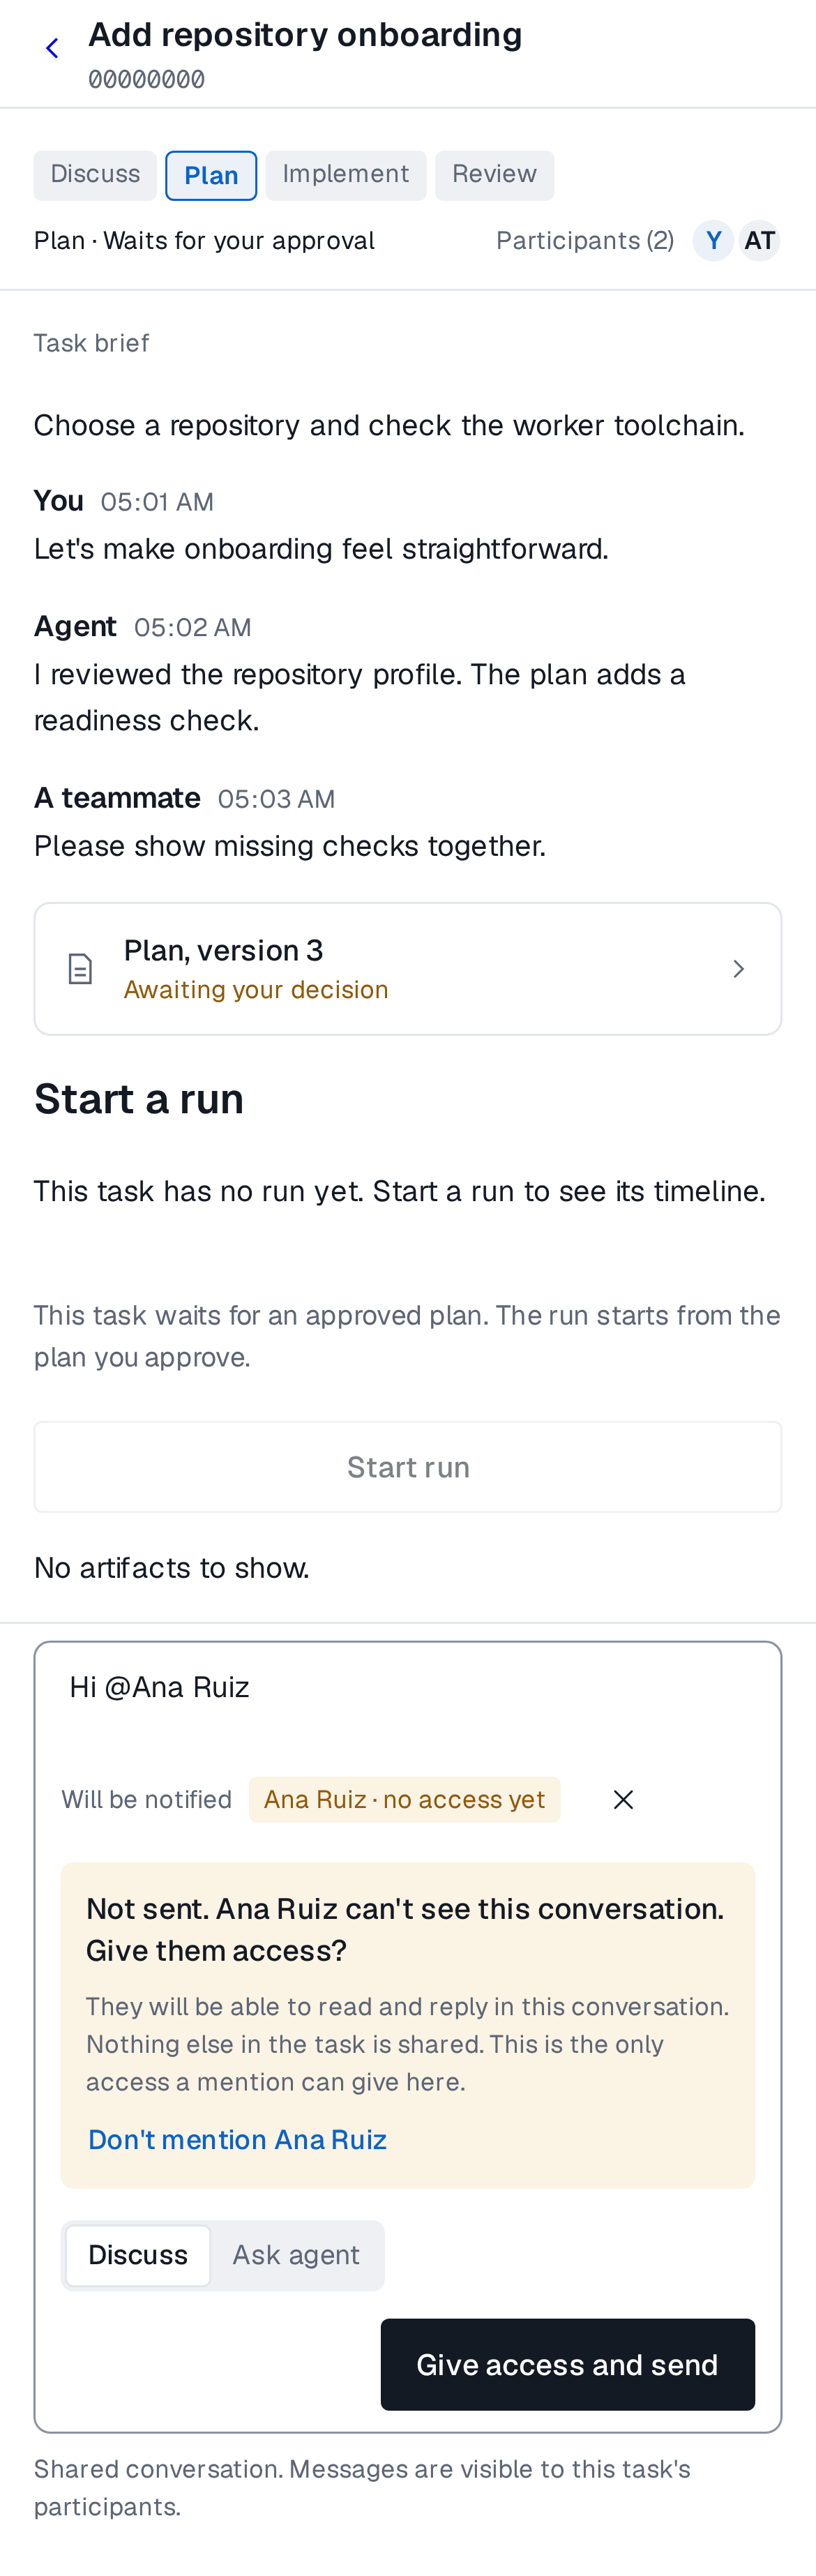 Add repository onboarding
00000000
Discuss
Plan
Implement
Review
Plan · Waits for your approval
Participants (2)
Y
AT
Task brief
Choose a repository and check the worker toolchain.
You 05:01 AM
Let's make onboarding feel straightforward.
Agent 05:02 AM
I reviewed the repository profile. The plan adds a
readiness check.
A teammate 05:03 AM
Please show missing checks together.
Plan, version 3
Awaiting your decision
Start a run
This task has no run yet. Start a run to see its timeline.
This task waits for an approved plan. The run starts from the
plan you approve.
Start run
No artifacts to show.
Hi @Ana Ruiz
Will be notified
Ana Ruiz · no access yet
Not sent. Ana Ruiz can't see this conversation.
Give them access?
They will be able to read and reply in this conversation.
Nothing else in the task is shared. This is the only
access a mention can give here.
Don't mention Ana Ruiz
Discuss
Ask agent
Give access and send
Shared conversation. Messages are visible to this task's
participants.